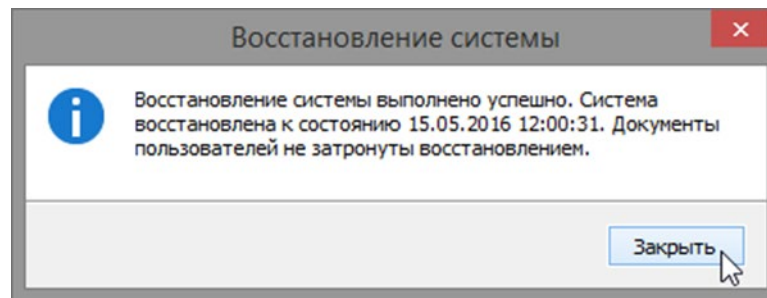 Восстановление системы
Восстановление системы выполнено успешно. Система
восстановлена к состоянию 15.05.2016 12:00:31. Документы
пользователей не затронуты восстановлением.
Закрыть